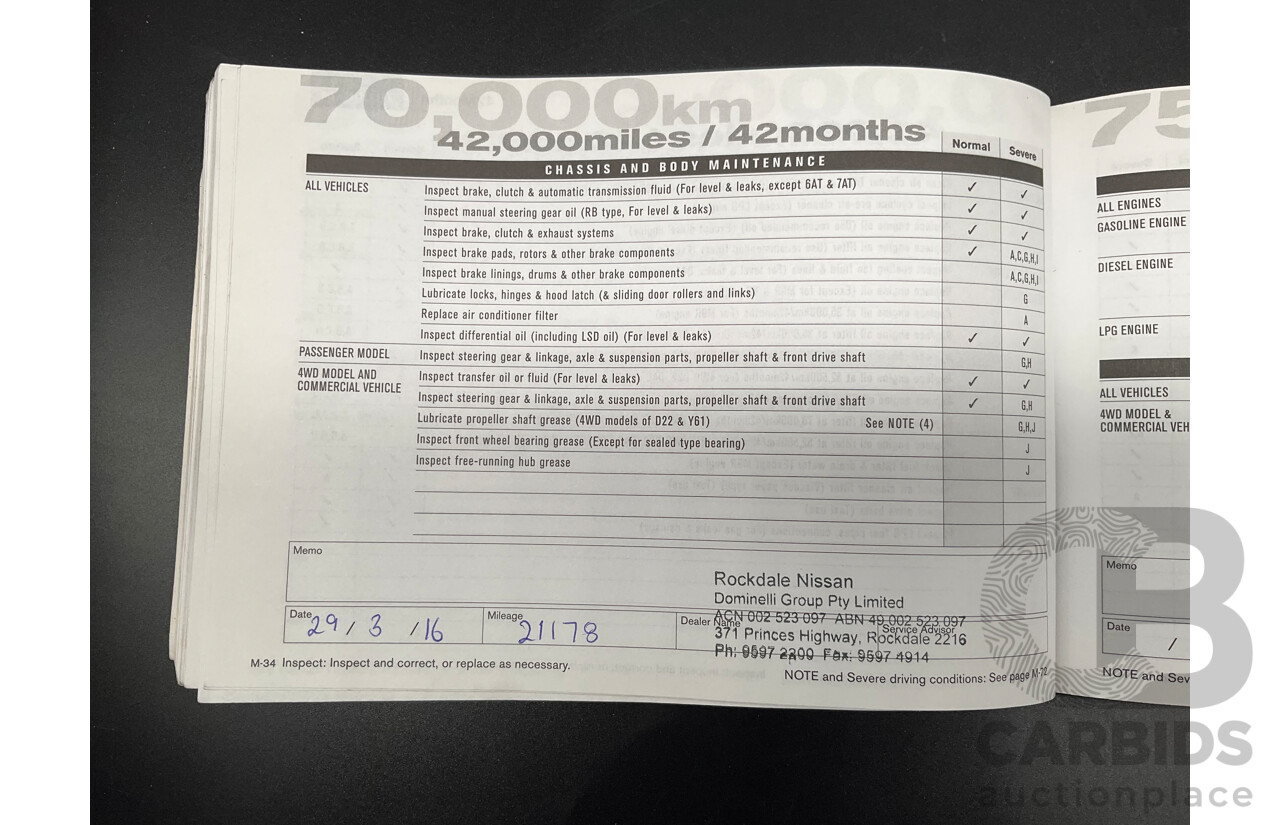 70,000km
42,000miles / 42months
Normal Severe
CHASSIS AND BODY MAINTENANCE
ALL VEHICLES Inspect brake, clutch & automatic transmission fluid (For level & leaks, except 6AT & 7AT) ✓ ✓
Inspect manual steering gear oil (RB type, For level & leaks) ✓ ✓
Inspect brake, clutch & exhaust systems ✓ ✓
Inspect brake pads, rotors & other brake components ✓ A,C,G,H,I
Inspect brake linings, drums & other brake components A,C,G,H,I
Lubricate locks, hinges & hood latch (& sliding door rollers and links) G
Replace air conditioner filter A
Inspect differential oil (including LSD oil) (For level & leaks) ✓ ✓
PASSENGER MODEL Inspect steering gear & linkage, axle & suspension parts, propeller shaft & front drive shaft G,H
4WD MODEL AND Inspect transfer oil or fluid (For level & leaks) ✓ ✓
COMMERCIAL VEHICLE Inspect steering gear & linkage, axle & suspension parts, propeller shaft & front drive shaft ✓ G,H
Lubricate propeller shaft grease (4WD models of D22 & Y61) See NOTE (4) G,H,J
Inspect front wheel bearing grease (Except for sealed type bearing) J
Inspect free-running hub grease J
Memo
Rockdale Nissan
Dominelli Group Pty Limited
ACN 002 523 097 ABN 49 002 523 097
371 Princes Highway, Rockdale 2216
Ph: 9597 2200 Fax: 9597 4914
Date 29 / 3 / 16 Mileage 21178 Dealer Name Service Advisor
M-34 Inspect: Inspect and correct, or replace as necessary.
NOTE and Severe driving conditions: See page M-72
75
ALL ENGINES
GASOLINE ENGINE
DIESEL ENGINE
LPG ENGINE
ALL VEHICLES
4WD MODEL &
COMMERCIAL VEH
Memo
Date /
NOTE and Sev
CB
CARBIDS
auctionplace